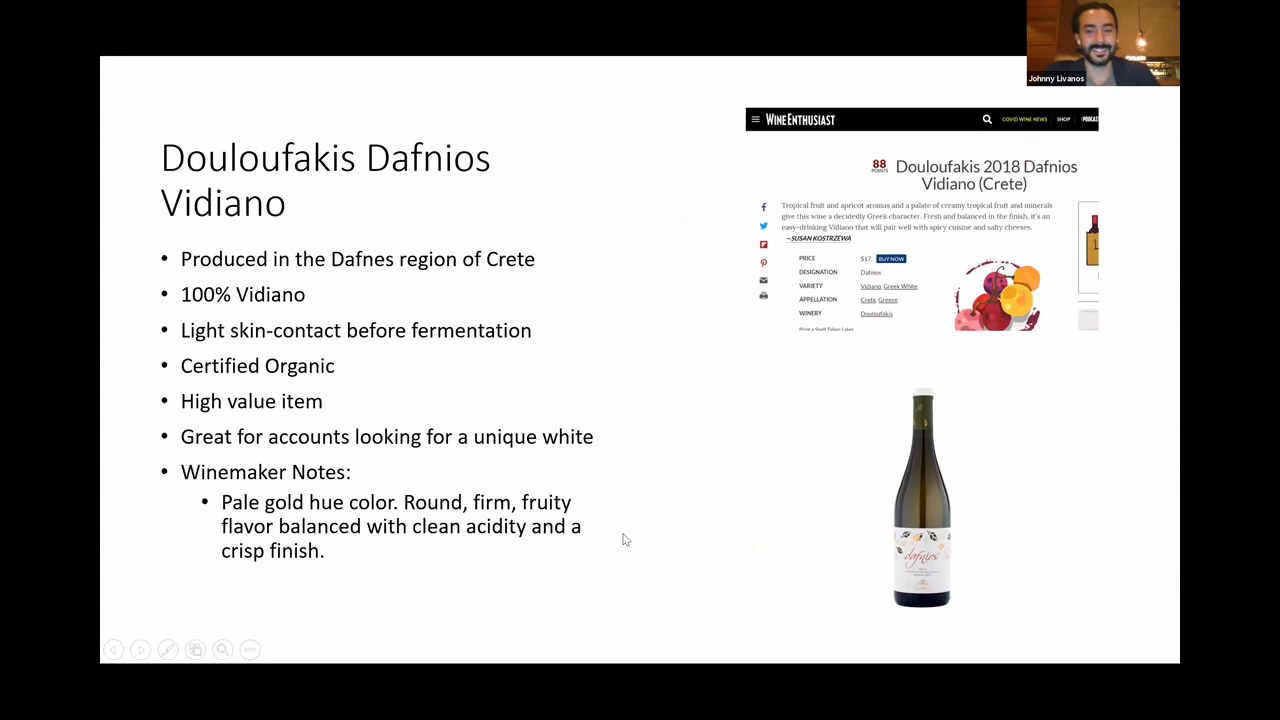 Johnny Livanos
Douloufakis Dafnios
Vidiano
• Produced in the Dafnes region of Crete
• 100% Vidiano
• Light skin-contact before fermentation
• Certified Organic
• High value item
• Great for accounts looking for a unique white
• Winemaker Notes:
• Pale gold hue color. Round, firm, fruity
flavor balanced with clean acidity and a
crisp finish.
WINE ENTHUSIAST
COVID WINE NEWS SHOP PODCAST
88
POINTS
Douloufakis 2018 Dafnios
Vidiano (Crete)
Tropical fruit and apricot aromas and a palate of creamy tropical fruit and minerals
give this wine a decidedly Greek character. Fresh and balanced in the finish, it's an
easy-drinking Vidiano that will pair well with spicy cuisine and salty cheeses.
—SUSAN KOSTRZEWA
PRICE $17, BUY NOW
DESIGNATION Dafnios
VARIETY Vidiano, Greek White
APPELLATION Crete, Greece
WINERY Douloufakis
Print a Shelf Talker Label
dafnios